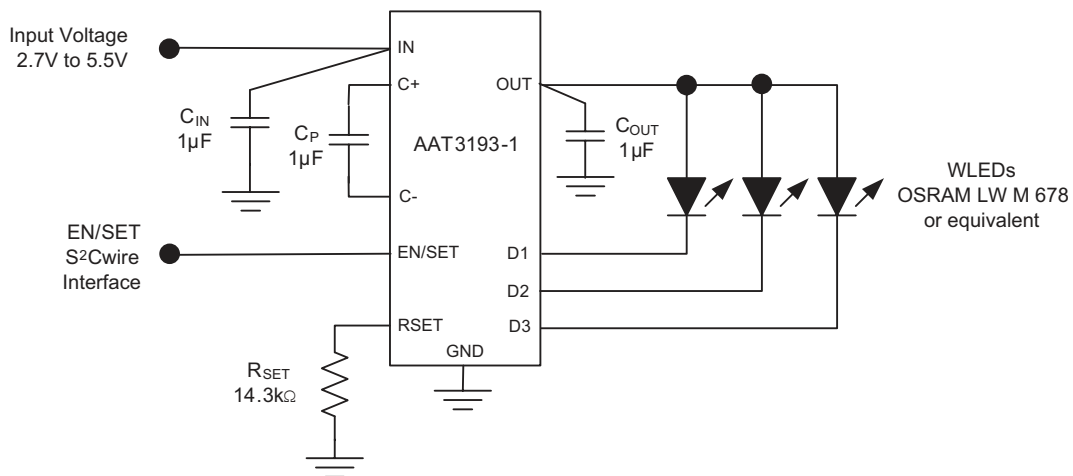 Input Voltage
2.7V to 5.5V
IN
C+
OUT
CIN
1µF
CP
1µF
AAT3193-1
COUT
1µF
WLEDs
OSRAM LW M 678
or equivalent
C-
EN/SET
S2Cwire
Interface
EN/SET
D1
D2
RSET
D3
GND
RSET
14.3kΩ